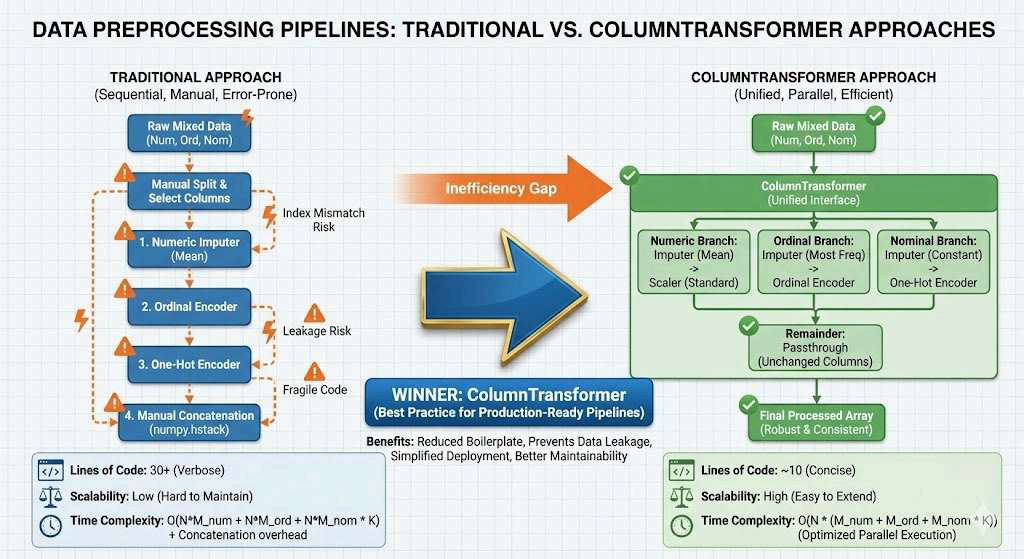 DATA PREPROCESSING PIPELINES: TRADITIONAL VS. COLUMNTRANSFORMER APPROACHES
TRADITIONAL APPROACH
(Sequential, Manual, Error-Prone)
Raw Mixed Data
(Num, Ord, Nom)
Manual Split &
Select Columns
Index Mismatch
Risk
1. Numeric Imputer
(Mean)
2. Ordinal Encoder
Leakage Risk
3. One-Hot Encoder
Fragile Code
4. Manual Concatenation
(numpy.hstack)
</> Lines of Code: 30+ (Verbose)
Scalability: Low (Hard to Maintain)
Time Complexity: O(N*M_num + N*M_ord + N*M_nom * K)
+ Concatenation overhead
Inefficiency Gap
WINNER: ColumnTransformer
(Best Practice for Production-Ready Pipelines)
Benefits: Reduced Boilerplate, Prevents Data Leakage,
Simplified Deployment, Better Maintainability
COLUMNTRANSFORMER APPROACH
(Unified, Parallel, Efficient)
Raw Mixed Data
(Num, Ord, Nom)
ColumnTransformer
(Unified Interface)
Numeric Branch:
Imputer (Mean)
->
Scaler (Standard)
Ordinal Branch:
Imputer (Most Freq)
->
Ordinal Encoder
Nominal Branch:
Imputer (Constant)
->
One-Hot Encoder
Remainder:
Passthrough
(Unchanged Columns)
Final Processed Array
(Robust & Consistent)
</> Lines of Code: ~10 (Concise)
Scalability: High (Easy to Extend)
Time Complexity: O(N * (M_num + M_ord + M_nom * K))
(Optimized Parallel Execution)